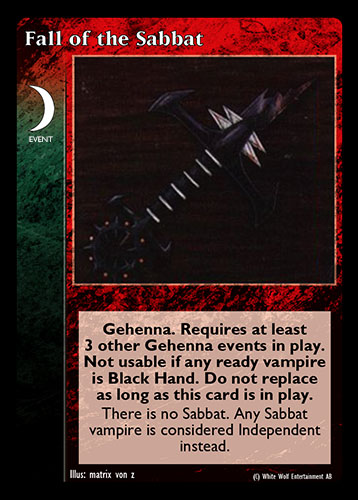 Fall of the Sabbat
EVENT
Gehenna. Requires at least
3 other Gehenna events in play.
Not usable if any ready vampire
is Black Hand. Do not replace
as long as this card is in play.
There is no Sabbat. Any Sabbat
vampire is considered Independent
instead.
Illus: matrix von z
(C) White Wolf Entertainment AB